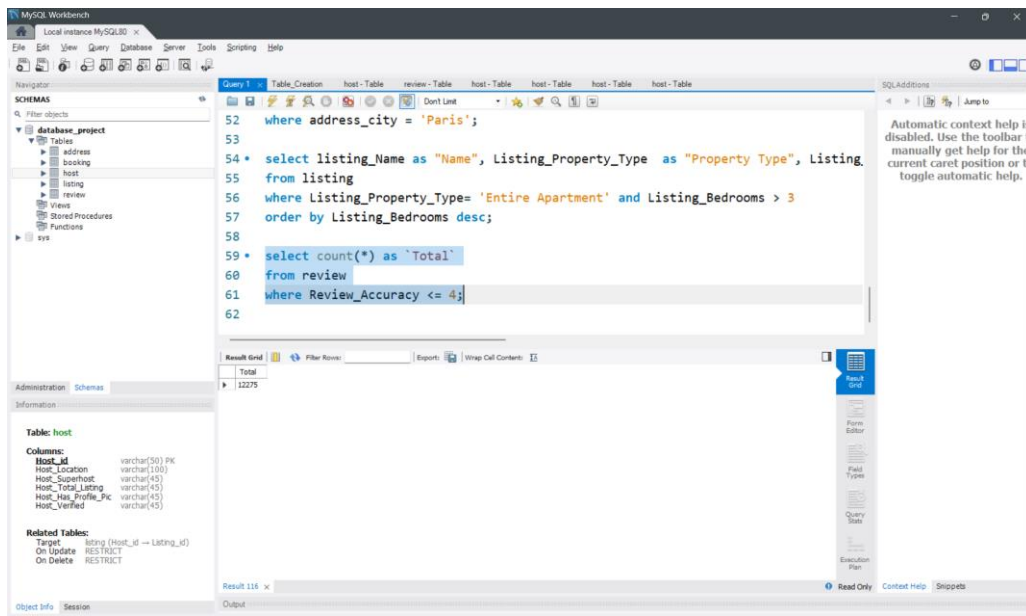 MySQL Workbench
Local instance MySQL80 ×
File Edit View Query Database Server Tools Scripting Help
Navigator
SCHEMAS
Filter objects
database_project
Tables
address
booking
host
listing
review
Views
Stored Procedures
Functions
sys
Administration Schemas
Information
Table: host
Columns:
Host_id varchar(50) PK
Host_Location varchar(100)
Host_Superhost varchar(45)
Host_Total_Listing varchar(45)
Host_Has_Profile_Pic varchar(45)
Host_Verified varchar(45)
Related Tables:
Target listing (Host_id → Listing_id)
On Update RESTRICT
On Delete RESTRICT
Object Info Session
Query 1 × Table_Creation host - Table review - Table host - Table host - Table host - Table host - Table
Don't Limit
52 where address_city = 'Paris';
53
54 select listing_Name as "Name", Listing_Property_Type as "Property Type", Listing_
55 from listing
56 where Listing_Property_Type= 'Entire Apartment' and Listing_Bedrooms > 3
57 order by Listing_Bedrooms desc;
58
59 select count(*) as `Total`
60 from review
61 where Review_Accuracy <= 4;
62
Result Grid Filter Rows: Export: Wrap Cell Content:
Total
12275
Result Grid
Form Editor
Field Types
Query Stats
Execution Plan
Result 116 ×
Read Only
Output
SQLAdditions
Jump to
Automatic context help is
disabled. Use the toolbar
manually get help for the
current caret position or
toggle automatic help.
Context Help Snippets